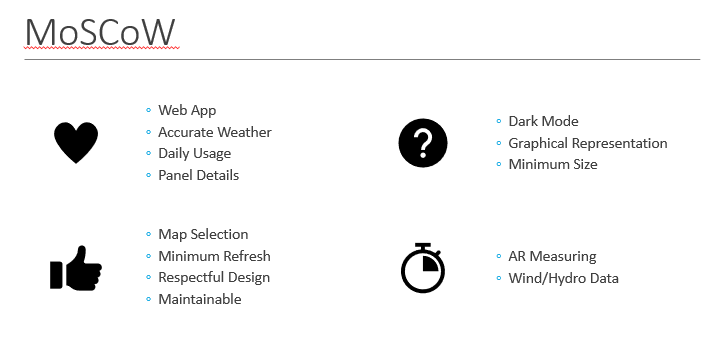 MoSCoW
Web App
Accurate Weather
Daily Usage
Panel Details
Dark Mode
Graphical Representation
Minimum Size
Map Selection
Minimum Refresh
Respectful Design
Maintainable
AR Measuring
Wind/Hydro Data